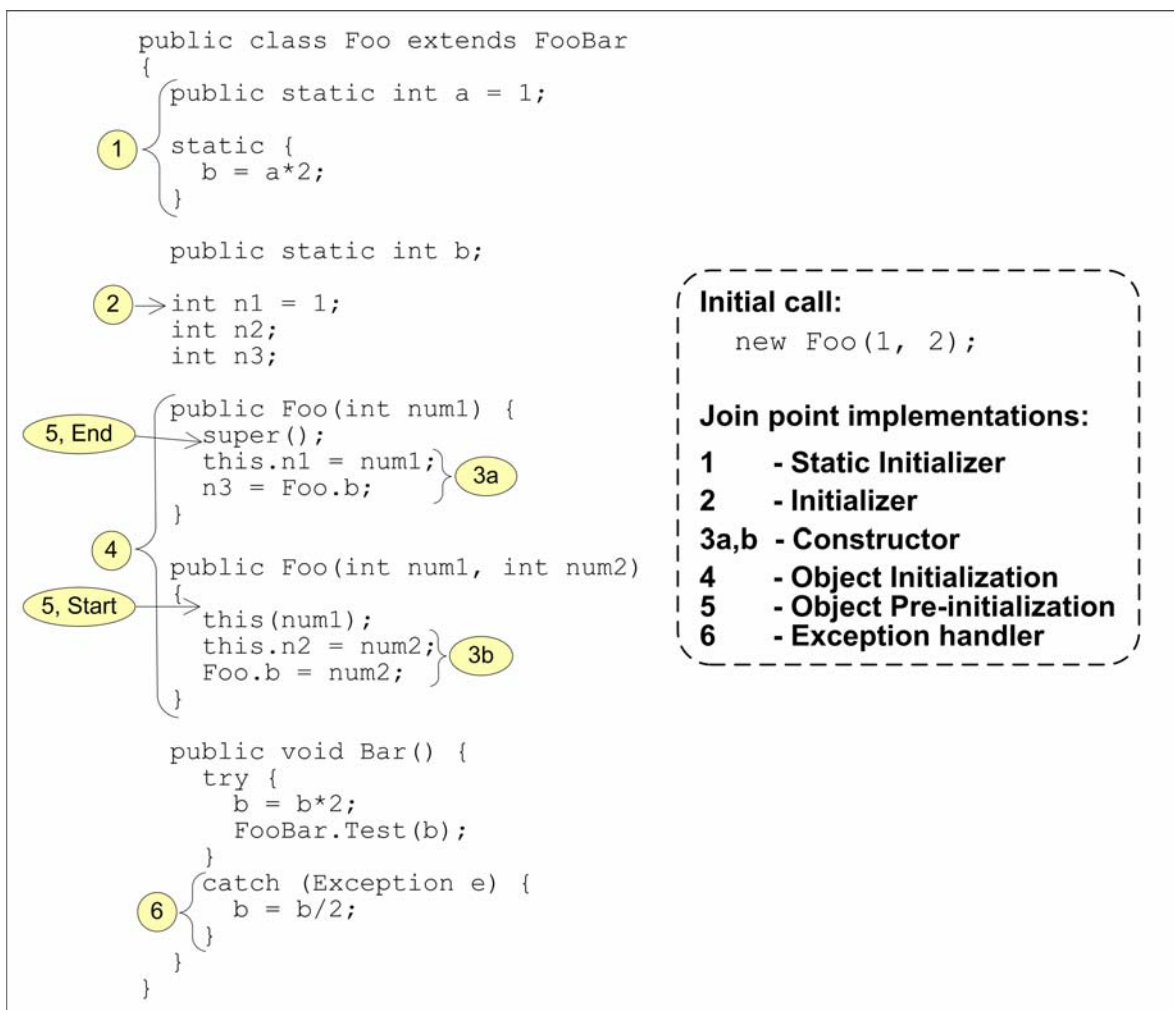 public class Foo extends FooBar
{
public static int a = 1;
1
static {
b = a*2;
}
public static int b;
2
int n1 = 1;
int n2;
int n3;
public Foo(int num1) {
5, End
super();
this.n1 = num1;
3a
n3 = Foo.b;
}
4
public Foo(int num1, int num2)
{
5, Start
this(num1);
this.n2 = num2;
3b
Foo.b = num2;
}
public void Bar() {
try {
b = b*2;
FooBar.Test(b);
}
catch (Exception e) {
6
b = b/2;
}
}
}
Initial call:
new Foo(1, 2);
Join point implementations:
1 - Static Initializer
2 - Initializer
3a,b - Constructor
4 - Object Initialization
5 - Object Pre-initialization
6 - Exception handler